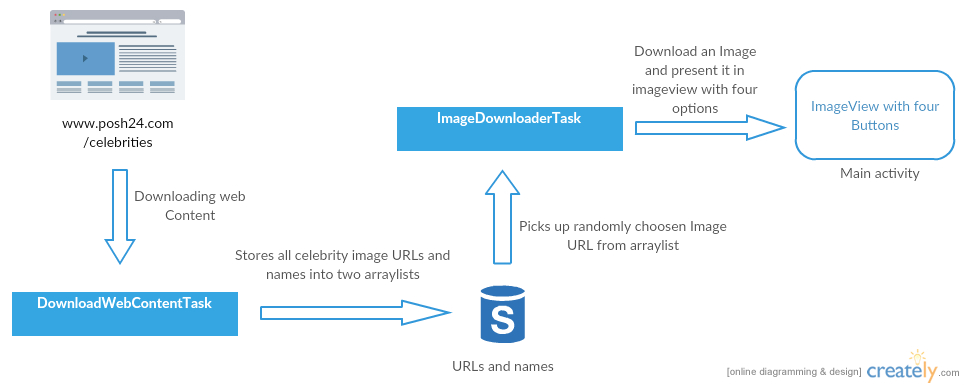 www.posh24.com
/celebrities
Downloading web
Content
DownloadWebContentTask
Stores all celebrity image URLs and
names into two arraylists
S
URLs and names
Picks up randomly choosen Image
URL from arraylist
ImageDownloaderTask
Download an Image
and present it in
imageview with four
options
ImageView with four
Buttons
Main activity
[online diagramming & design] creately.com